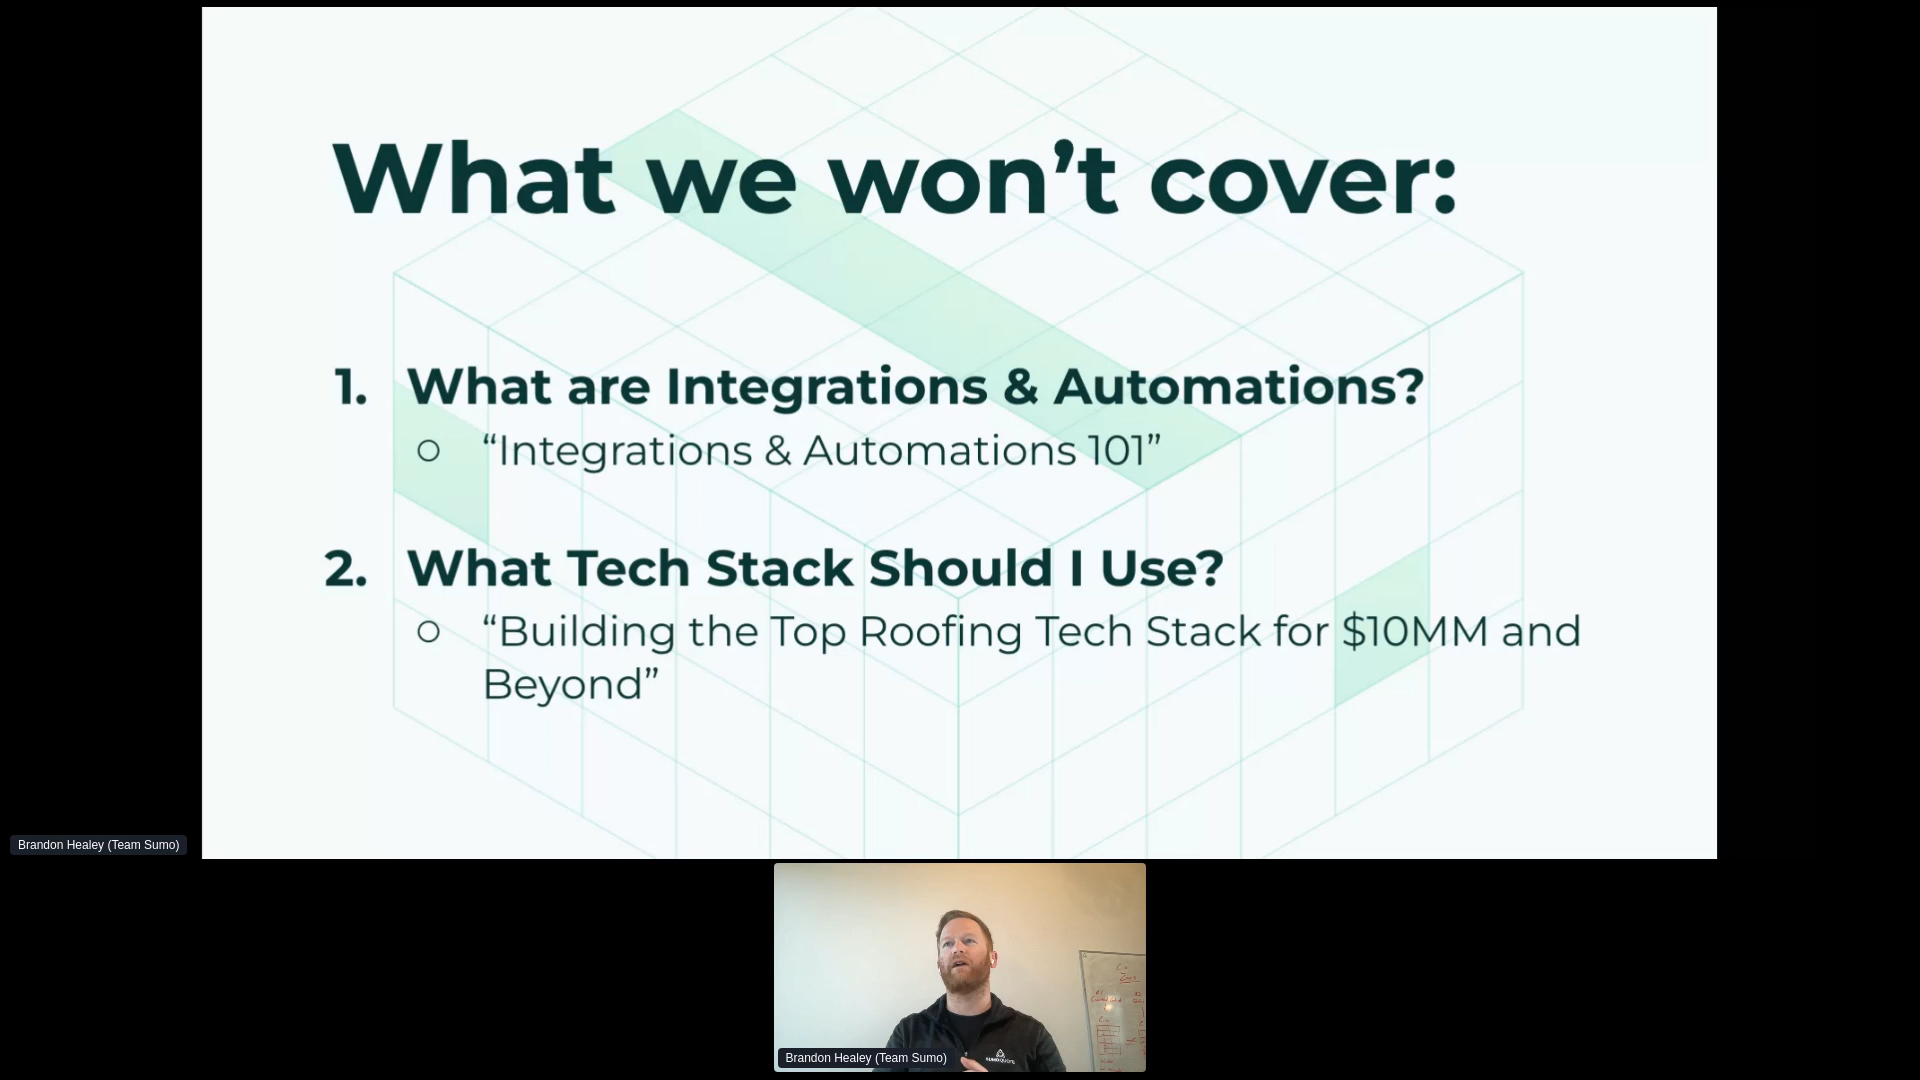 What we won’t cover:
1. What are Integrations & Automations?
○ “Integrations & Automations 101”
2. What Tech Stack Should I Use?
○ “Building the Top Roofing Tech Stack for $10MM and
Beyond”
Brandon Healey (Team Sumo)
Brandon Healey (Team Sumo)